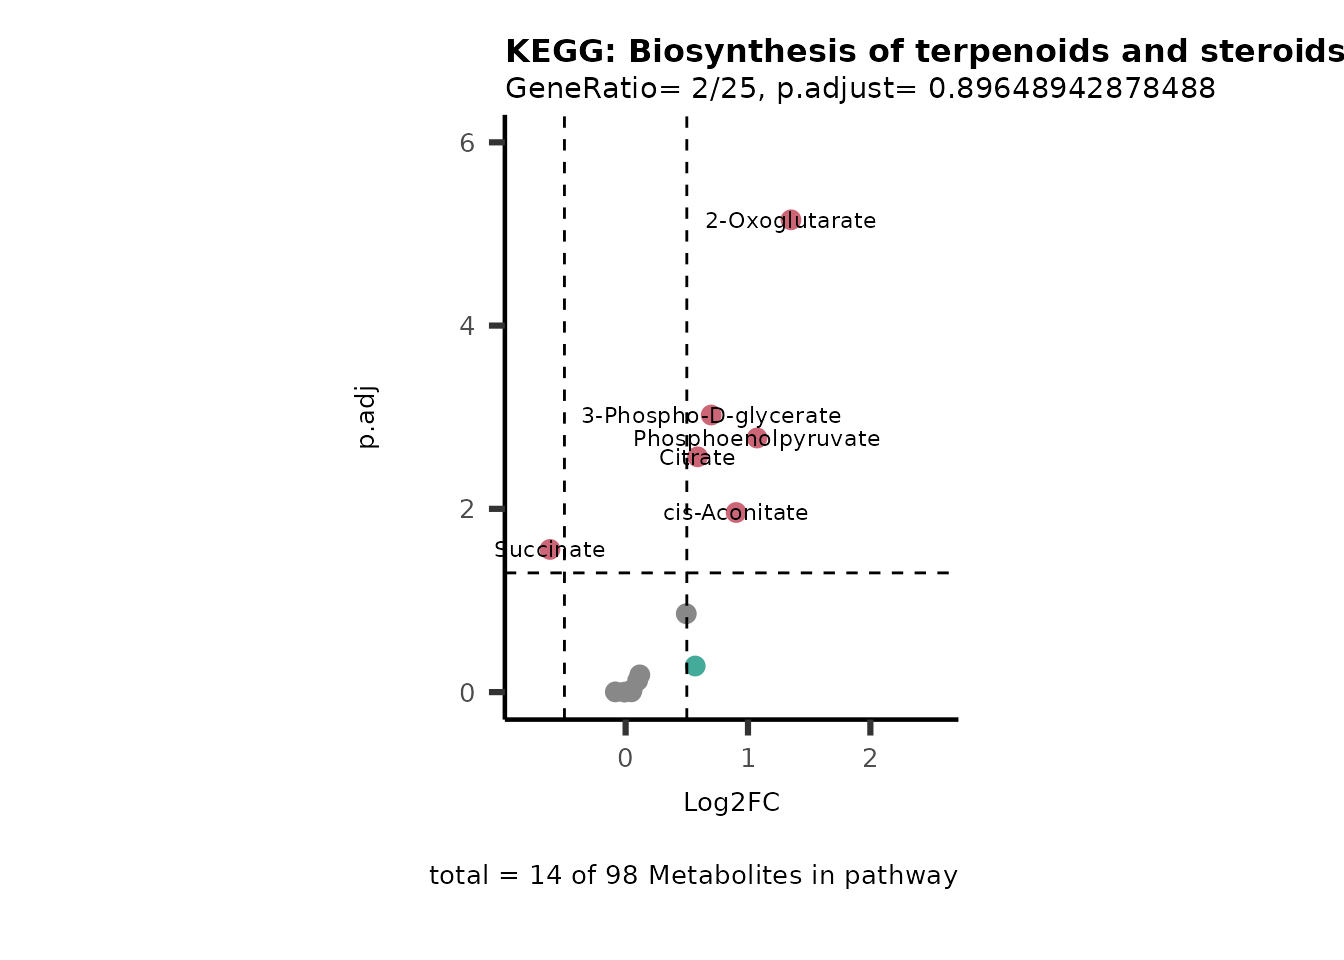 KEGG: Biosynthesis of terpenoids and steroids
GeneRatio= 2/25, p.adjust= 0.89648942878488
6
2-Oxoglutarate
4
p.adj
3-Phospho-D-glycerate
Phosphoenolpyruvate
Citrate
2
cis-Aconitate
Succinate
0
0 1 2
Log2FC
total = 14 of 98 Metabolites in pathway